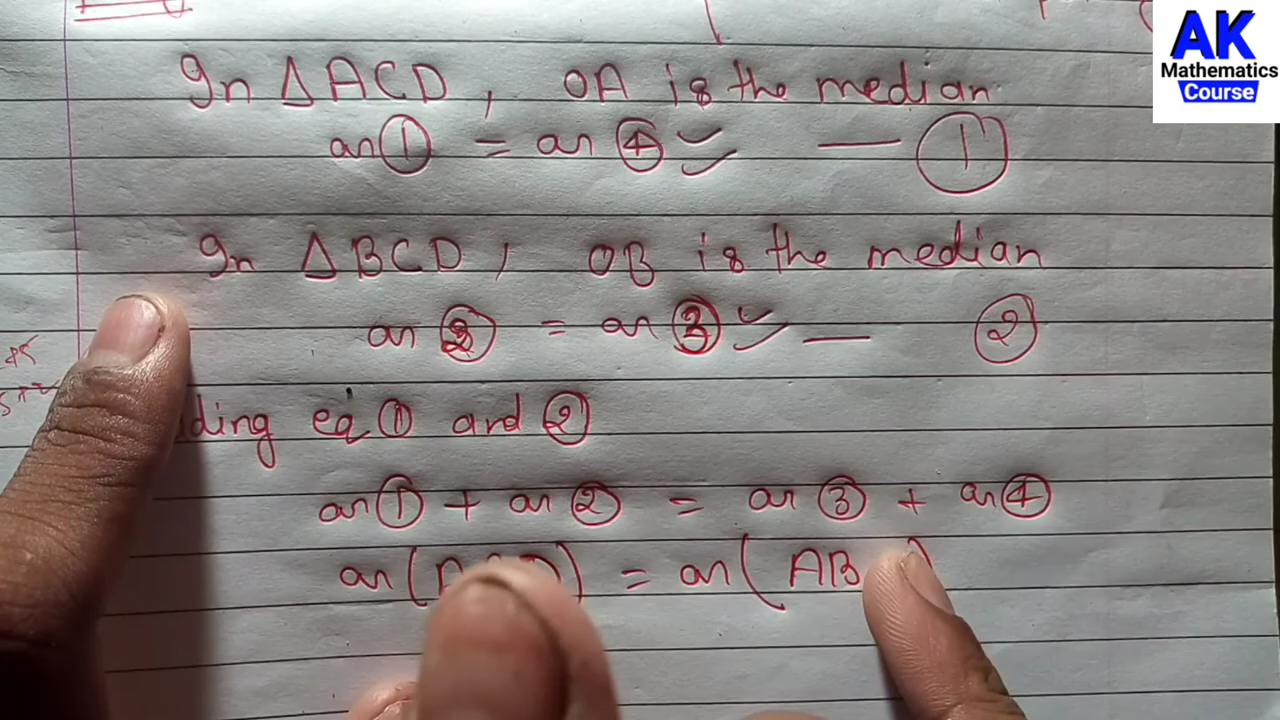 AK
Mathematics
Course
In ΔACD, OA is the median
ar ① = ar ④ — ①
In ΔBCD, OB is the median
ar = ar ③ — ②
eq ① and ②
ar ① + ar ② = ar ③ + ar ④
ar ( ) = ar ( AB )